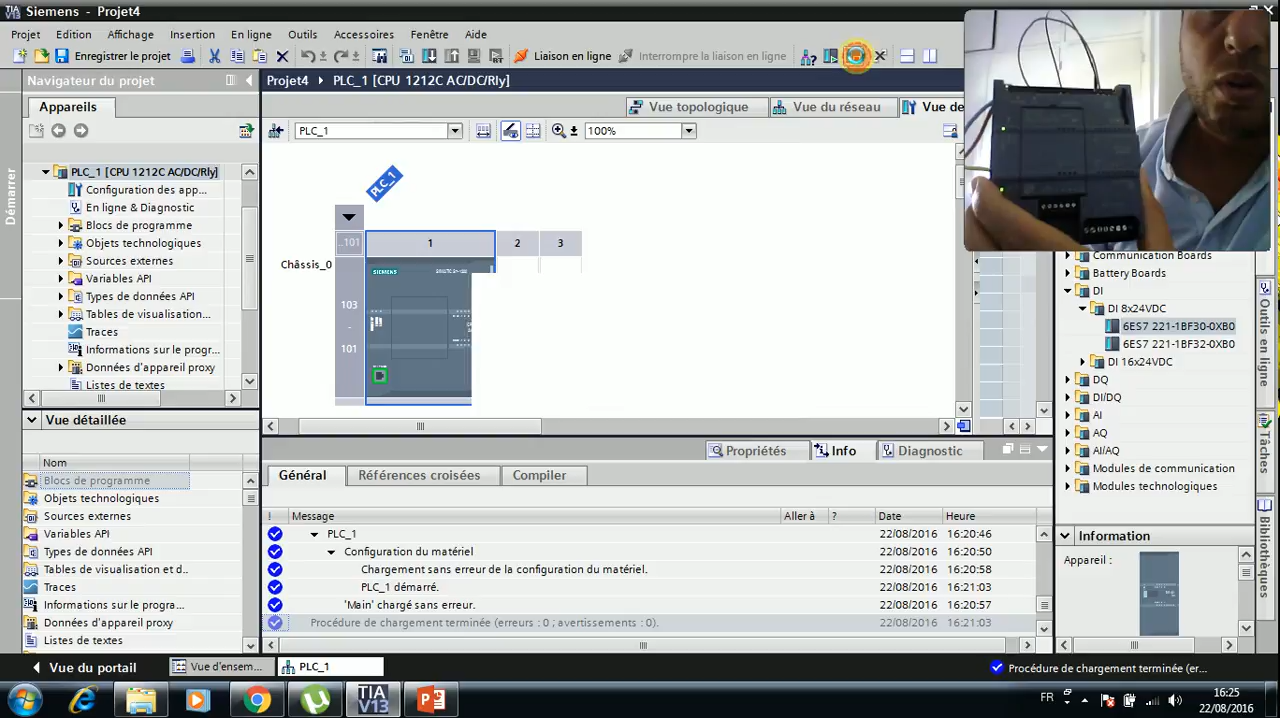 Siemens - Projet4
Projet Edition Affichage Insertion En ligne Outils Accessoires Fenêtre Aide
Enregistrer le projet Liaison en ligne Interrompre la liaison en ligne
Navigateur du projet
Projet4 PLC_1 [CPU 1212C AC/DC/Rly]
Appareils
Vue topologique Vue du réseau Vue de
PLC_1 100%
Démarrer
PLC_1 [CPU 1212C AC/DC/Rly]
Configuration des app...
En ligne & Diagnostic
Blocs de programme
Objets technologiques
Sources externes
Variables API
Types de données API
Tables de visualisation...
Traces
Informations sur le progr...
Données d'appareil proxy
Listes de textes
PLC_1
..101 1 2 3
Châssis_0
SIEMENS
103
-
101
Communication Boards
Battery Boards
DI
DI 8x24VDC
6ES7 221-1BF30-0XB0
6ES7 221-1BF32-0XB0
DI 16x24VDC
DQ
DI/DQ
AI
AQ
AI/AQ
Modules de communication
Modules technologiques
Outils en ligne
Tâches
Bibliothèques
Vue détaillée
Nom
Blocs de programme
Objets technologiques
Sources externes
Variables API
Types de données API
Tables de visualisation et d..
Traces
Informations sur le progra...
Données d'appareil proxy
Listes de textes
Propriétés Info Diagnostic
Général Références croisées Compiler
! Message Aller à ? Date Heure
PLC_1 22/08/2016 16:20:46
Configuration du matériel 22/08/2016 16:20:50
Chargement sans erreur de la configuration du matériel. 22/08/2016 16:20:58
PLC_1 démarré. 22/08/2016 16:21:03
'Main' chargé sans erreur. 22/08/2016 16:20:57
Procédure de chargement terminée (erreurs : 0 ; avertissements : 0). 22/08/2016 16:21:03
Information
Appareil :
Vue du portail Vue d'ensem... PLC_1 Procédure de chargement terminée (er...
TIA V13 FR 16:25
22/08/2016